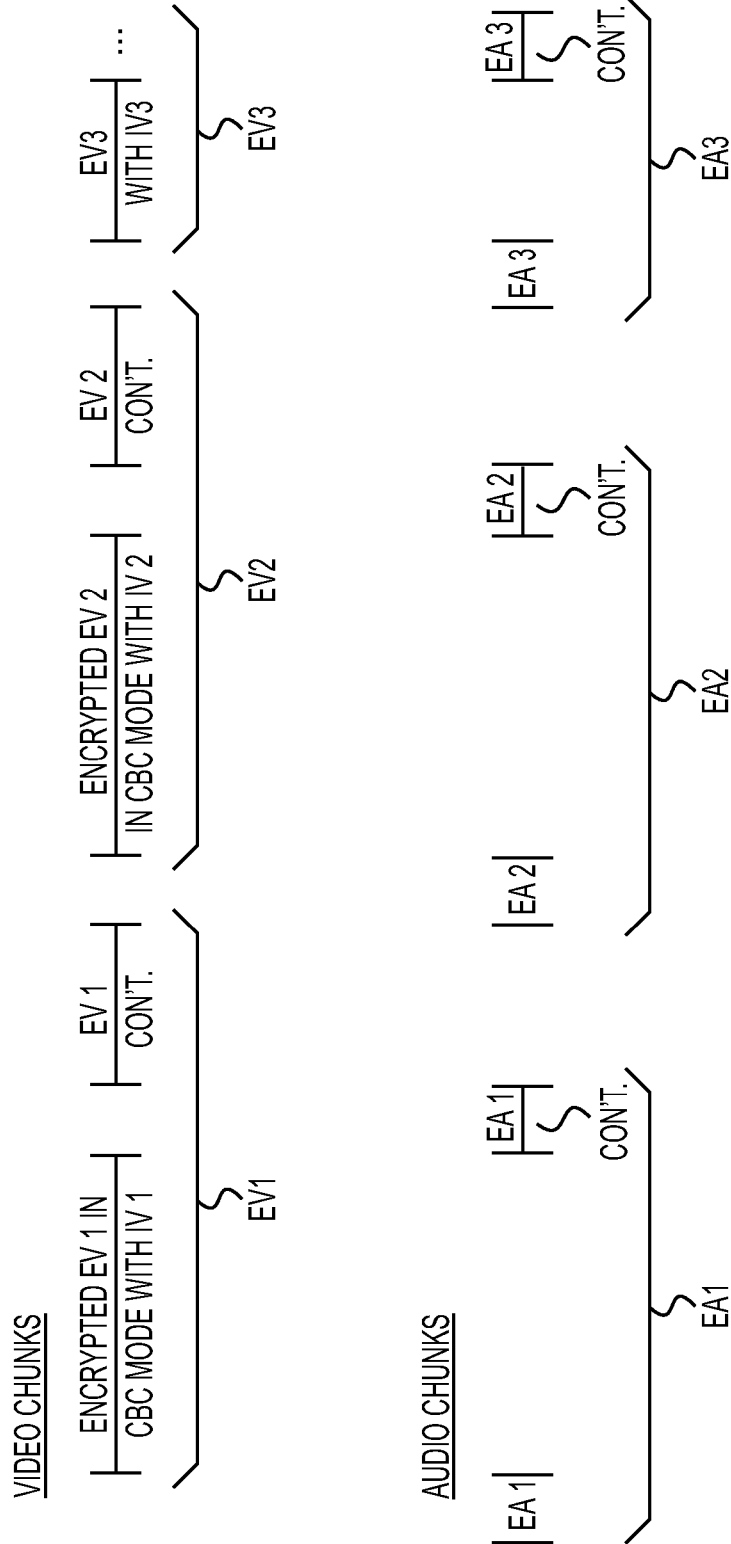 VIDEO CHUNKS
ENCRYPTED EV 1 IN
CBC MODE WITH IV 1
EV 1
CON'T.
EV1
ENCRYPTED EV 2
IN CBC MODE WITH IV 2
EV 2
CON'T.
EV2
EV3
WITH IV3
...
EV3
AUDIO CHUNKS
EA 1
EA 1
CON'T.
EA1
EA 2
EA 2
CON'T.
EA2
EA 3
EA 3
CON'T.
EA3